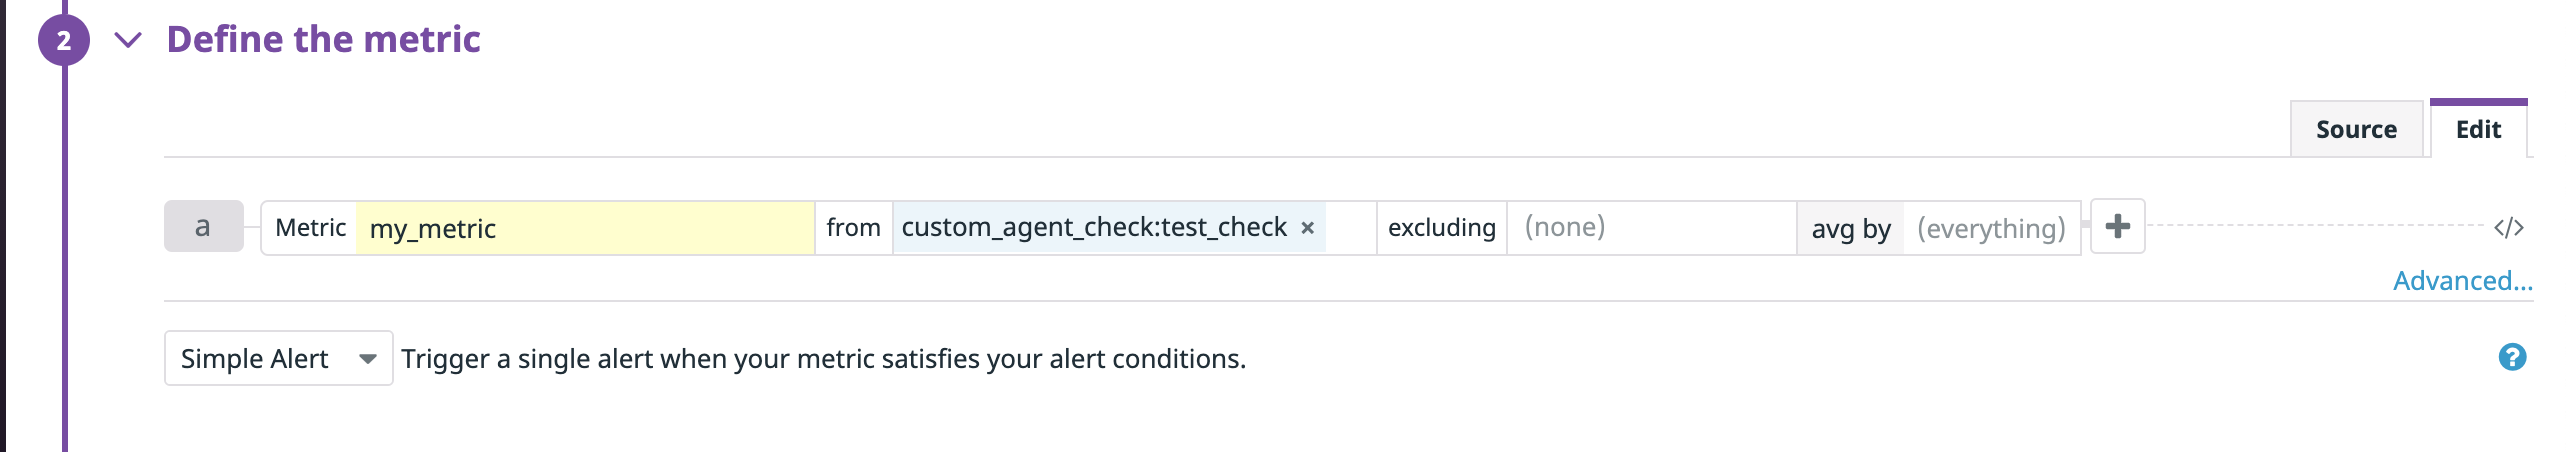 2 Define the metric
Source Edit
a Metric my_metric from custom_agent_check:test_check × excluding (none) avg by (everything) + </>
Advanced...
Simple Alert Trigger a single alert when your metric satisfies your alert conditions. ?